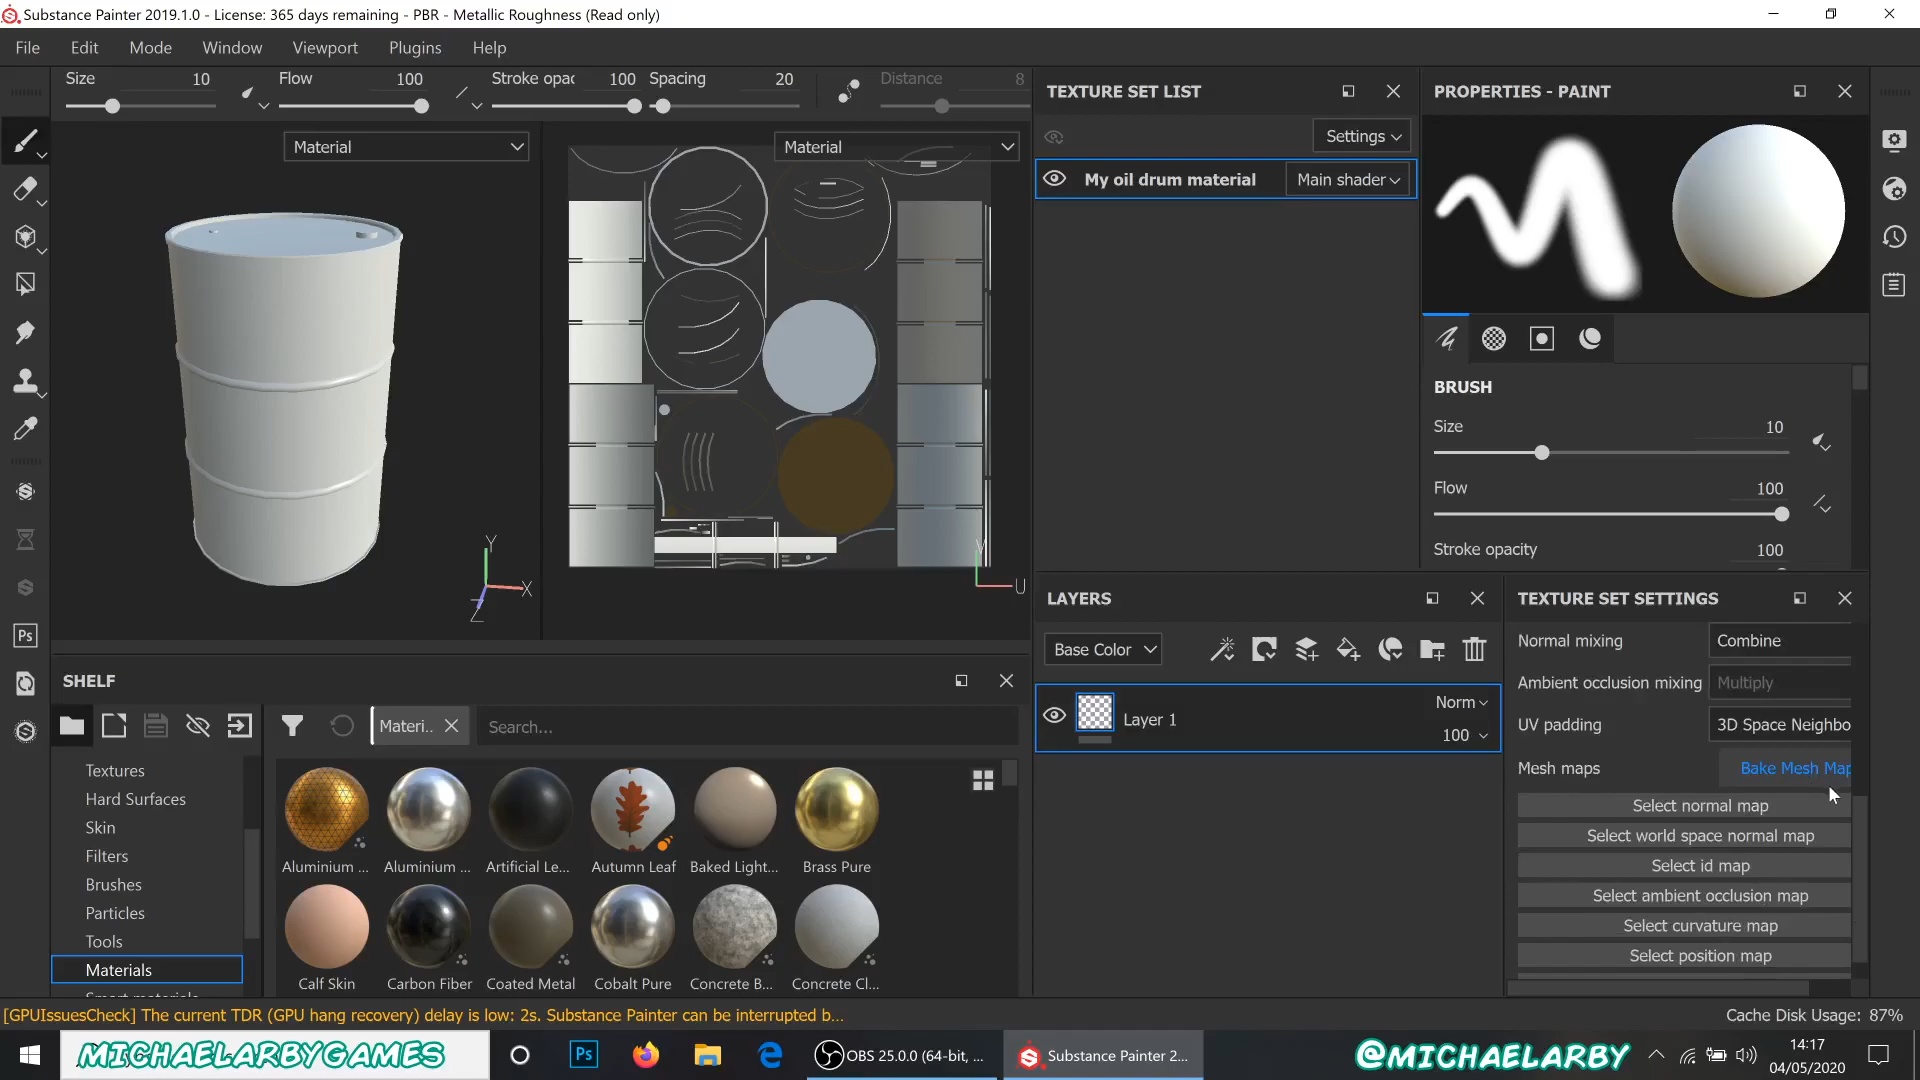 Substance Painter 2019.1.0 - License: 365 days remaining - PBR - Metallic Roughness (Read only)
File Edit Mode Window Viewport Plugins Help
Size 10 Flow 100 Stroke opac 100 Spacing 20 Distance 8
Material
Material
Y
X
Z
U
TEXTURE SET LIST
Settings
My oil drum material Main shader
PROPERTIES - PAINT
BRUSH
Size 10
Flow 100
Stroke opacity 100
LAYERS
Base Color
Layer 1
Norm
100
TEXTURE SET SETTINGS
Normal mixing Combine
Ambient occlusion mixing Multiply
UV padding 3D Space Neighbo
Mesh maps Bake Mesh Map
Select normal map
Select world space normal map
Select id map
Select ambient occlusion map
Select curvature map
Select position map
SHELF
Materi.. Search...
Textures
Hard Surfaces
Skin
Filters
Brushes
Particles
Tools
Materials
Aluminium ... Aluminium ... Artificial Le... Autumn Leaf Baked Light... Brass Pure
Calf Skin Carbon Fiber Coated Metal Cobalt Pure Concrete B... Concrete Cl...
Ps
[GPUIssuesCheck] The current TDR (GPU hang recovery) delay is low: 2s. Substance Painter can be interrupted b...
Cache Disk Usage: 87%
MICHAELARBYGAMES
Ps
OBS 25.0.0 (64-bit, ...
Substance Painter 2...
@MICHAELARBY
14:17
04/05/2020